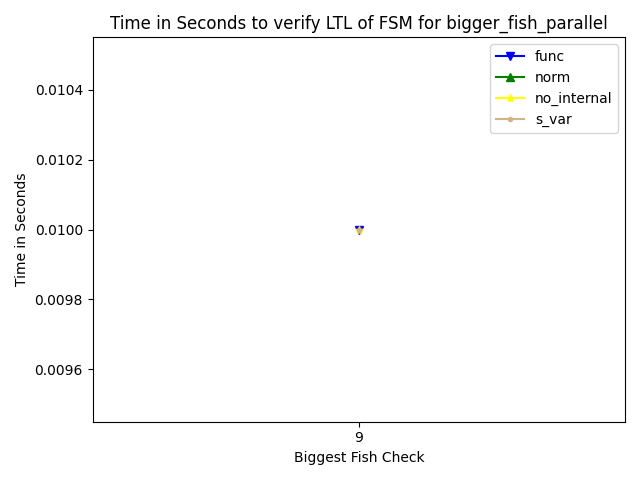 Time in Seconds to verify LTL of FSM for bigger_fish_parallel
func
norm
no_internal
s_var
0.0104
0.0102
0.0100
0.0098
0.0096
Time in Seconds
9
Biggest Fish Check